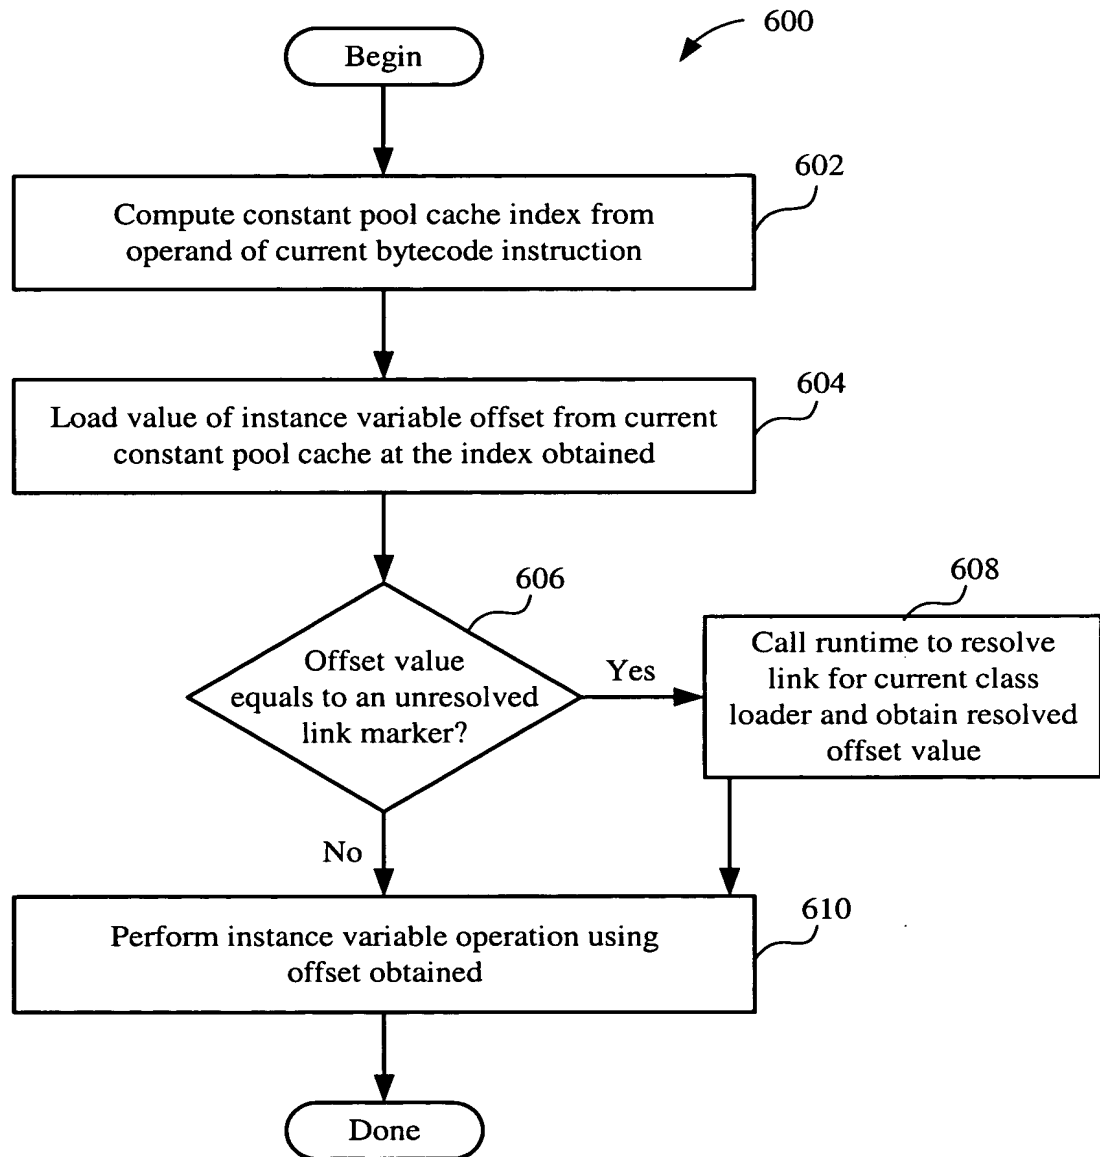 600
Begin
602
Compute constant pool cache index from
operand of current bytecode instruction
604
Load value of instance variable offset from current
constant pool cache at the index obtained
606
Offset value
equals to an unresolved
link marker?
Yes
608
Call runtime to resolve
link for current class
loader and obtain resolved
offset value
No
610
Perform instance variable operation using
offset obtained
Done